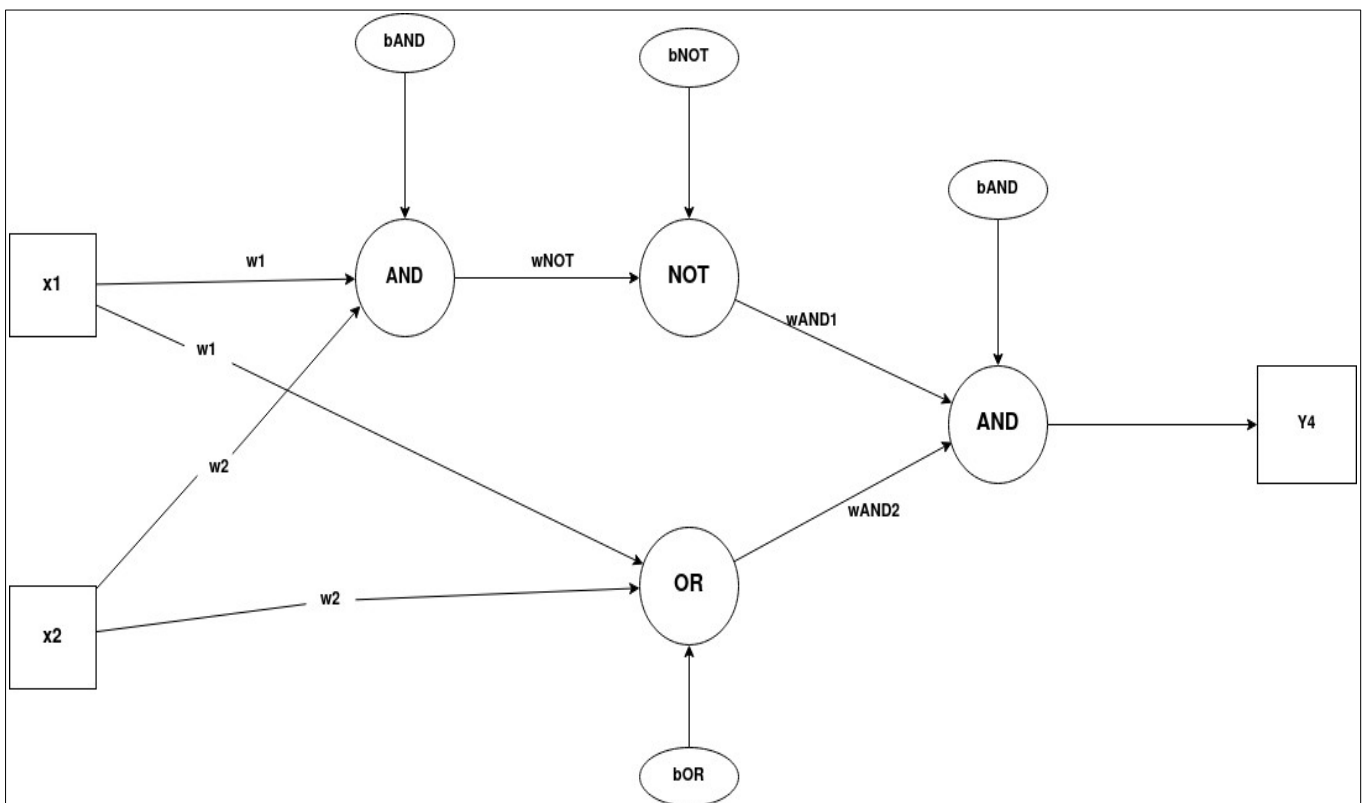 bAND
bNOT
bAND
x1
w1
AND
wNOT
NOT
wAND1
w1
AND
Y4
w2
wAND2
OR
w2
x2
bOR